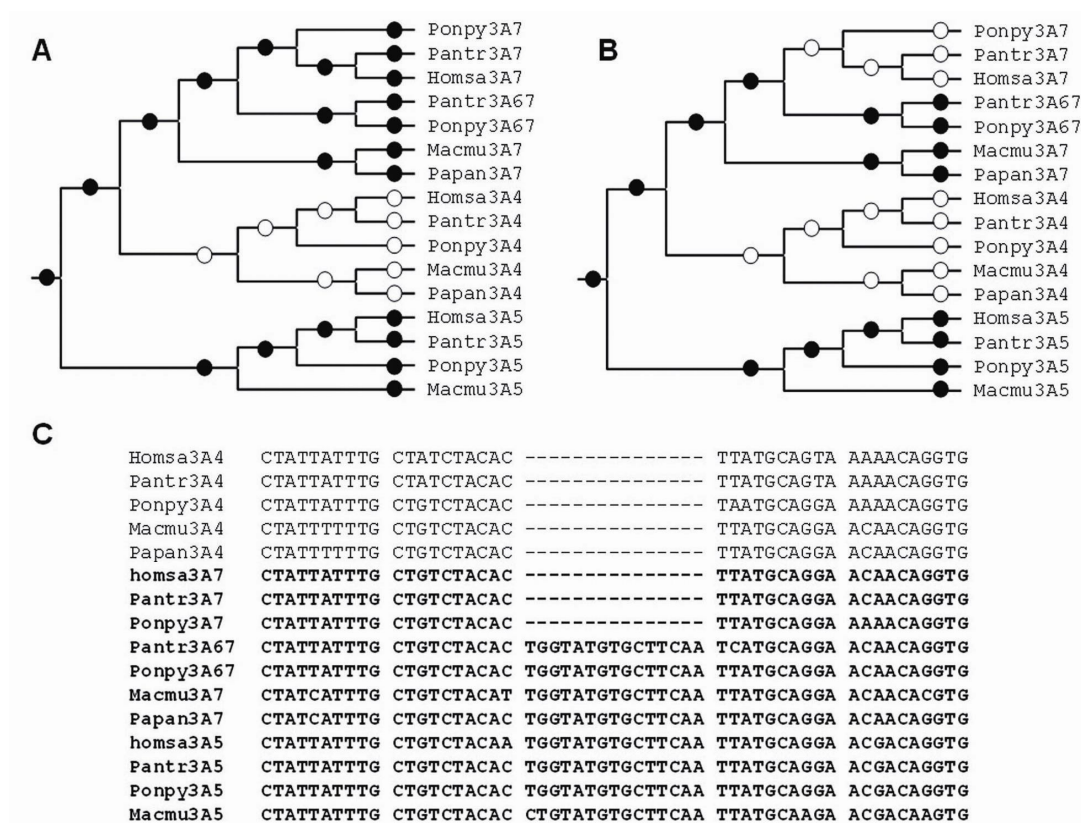 A
Ponpy3A7
Pantr3A7
Homsa3A7
Pantr3A67
Ponpy3A67
Macmu3A7
Papan3A7
Homsa3A4
Pantr3A4
Ponpy3A4
Macmu3A4
Papan3A4
Homsa3A5
Pantr3A5
Ponpy3A5
Macmu3A5
B
Ponpy3A7
Pantr3A7
Homsa3A7
Pantr3A67
Ponpy3A67
Macmu3A7
Papan3A7
Homsa3A4
Pantr3A4
Ponpy3A4
Macmu3A4
Papan3A4
Homsa3A5
Pantr3A5
Ponpy3A5
Macmu3A5
C
Homsa3A4 CTATTATTTG CTATCTACAC --------------- TTATGCAGTA AAAACAGGTG
Pantr3A4 CTATTATTTG CTATCTACAC --------------- TTATGCAGTA AAAACAGGTG
Ponpy3A4 CTATTATTTG CTGTCTACAC --------------- TAATGCAGGA AAAACAGGTG
Macmu3A4 CTATTTTTTG CTGTCTACAC --------------- TTATGCAGGA ACAACAGGTG
Papan3A4 CTATTTTTTG CTGTCTACAC --------------- TTATGCAGGA ACAACAGGTG
homsa3A7 CTATTATTTG CTGTCTACAC --------------- TTATGCAGGA ACAACAGGTG
Pantr3A7 CTATTATTTG CTGTCTACAC --------------- TTATGCAGGA ACAACAGGTG
Ponpy3A7 CTATTATTTG CTGTCTACAC --------------- TTATGCAGGA AAAACAGGTG
Pantr3A67 CTATTATTTG CTGTCTACAC TGGTATGTGCTTCAA TCATGCAGGA ACAACAGGTG
Ponpy3A67 CTATTATTTG CTGTCTACAC TGGTATGTGCTTCAA TTATGCAGGA ACAACAGGTG
Macmu3A7 CTATCATTTG CTGTCTACAT TGGTATGTGCTTCAA TTATGCAGGA ACAACACGTG
Papan3A7 CTATCATTTG CTGTCTACAC TGGTATGTGCTTCAA TTATGCAGGA ACAACAGGTG
homsa3A5 CTATTATTTG CTGTCTACAA TGGTATGTGCTTCAA TTATGCAGGA ACGACAGGTG
Pantr3A5 CTATTATTTG CTGTCTACAC TGGTATGTGCTTCAA TTATGCAGGA ACGACAGGTG
Ponpy3A5 CTATTATTTG CTGTCTACAC TGGTATGTGCTTCAA TTATGCAGGA ACGACAGGTG
Macmu3A5 CTATTATTTG CTGTCTACAC CTGTATGTGCTTCAA TTATGCAAGA ACGACAAGTG